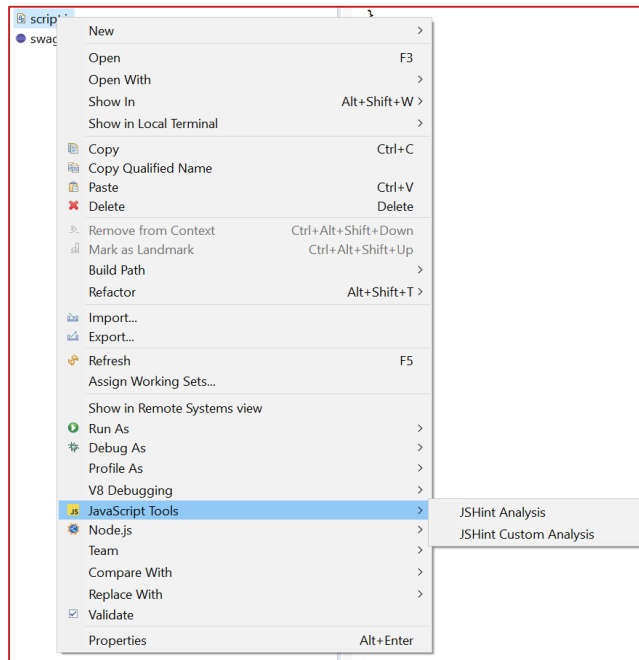 New
Open F3
Open With
Show In Alt+Shift+W >
Show in Local Terminal
Copy Ctrl+C
Copy Qualified Name
Paste Ctrl+V
Delete Delete
Remove from Context Ctrl+Alt+Shift+Down
Mark as Landmark Ctrl+Alt+Shift+Up
Build Path
Refactor Alt+Shift+T >
Import...
Export...
Refresh F5
Assign Working Sets...
Show in Remote Systems view
Run As
Debug As
Profile As
V8 Debugging
JS JavaScript Tools
JSHint Analysis
Node.js
JSHint Custom Analysis
Team
Compare With
Replace With
Validate
Properties Alt+Enter